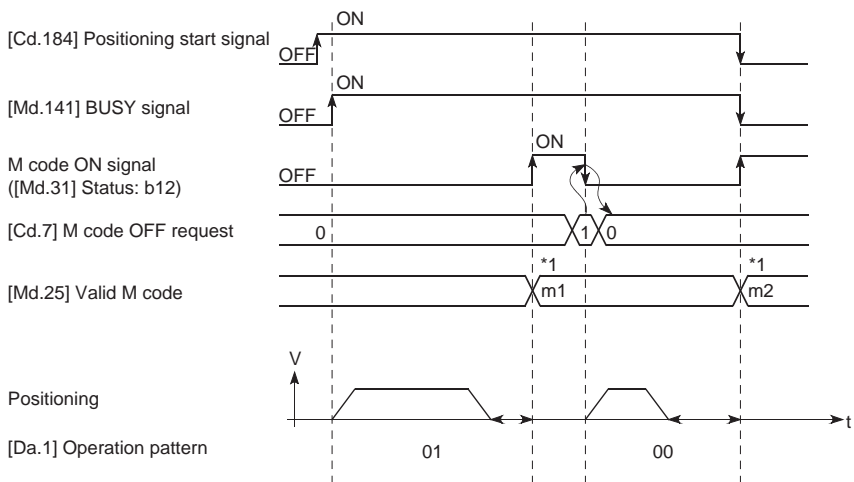 ON
[Cd.184] Positioning start signal
OFF
ON
[Md.141] BUSY signal
OFF
ON
M code ON signal
([Md.31] Status: b12)
OFF
[Cd.7] M code OFF request
0
1
0
*1
*1
[Md.25] Valid M code
m1
m2
V
Positioning
t
[Da.1] Operation pattern
01
00